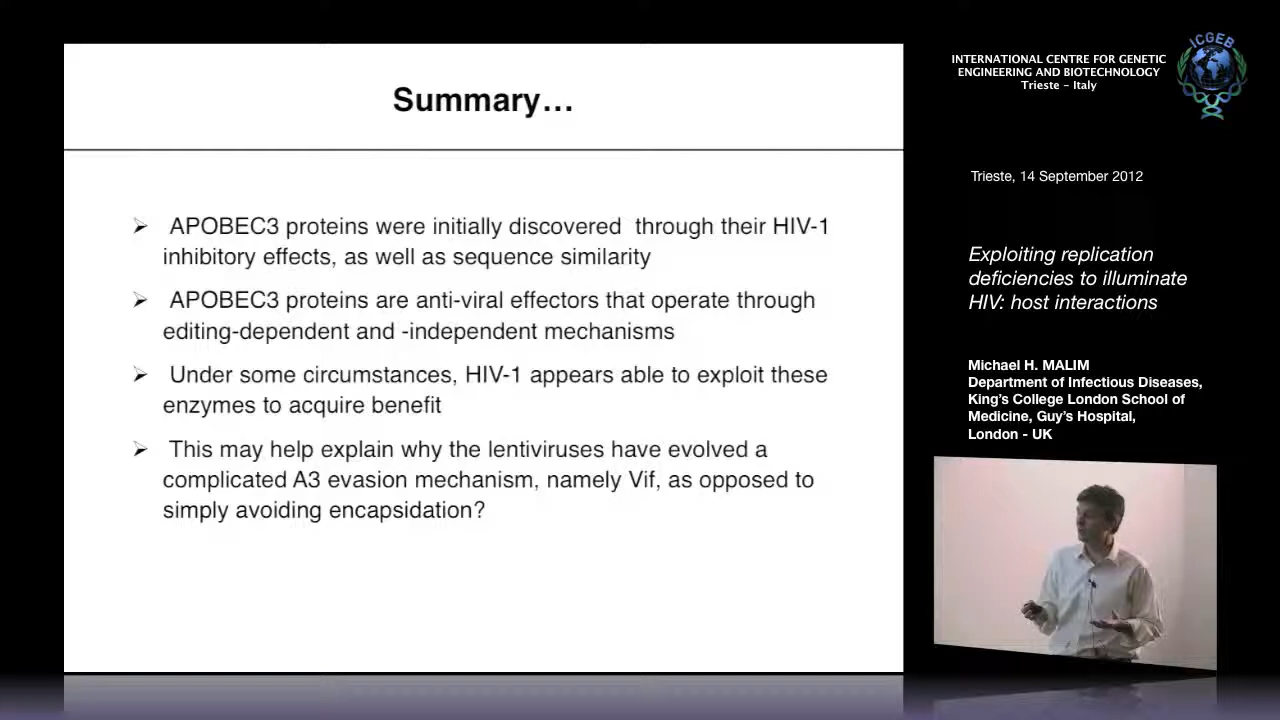 Summary…
➢ APOBEC3 proteins were initially discovered through their HIV-1
inhibitory effects, as well as sequence similarity
➢ APOBEC3 proteins are anti-viral effectors that operate through
editing-dependent and -independent mechanisms
➢ Under some circumstances, HIV-1 appears able to exploit these
enzymes to acquire benefit
➢ This may help explain why the lentiviruses have evolved a
complicated A3 evasion mechanism, namely Vif, as opposed to
simply avoiding encapsidation?
INTERNATIONAL CENTRE FOR GENETIC
ENGINEERING AND BIOTECHNOLOGY
Trieste – Italy
ICGEB
Trieste, 14 September 2012
Exploiting replication
deficiencies to illuminate
HIV: host interactions
Michael H. MALIM
Department of Infectious Diseases,
King's College London School of
Medicine, Guy's Hospital,
London - UK